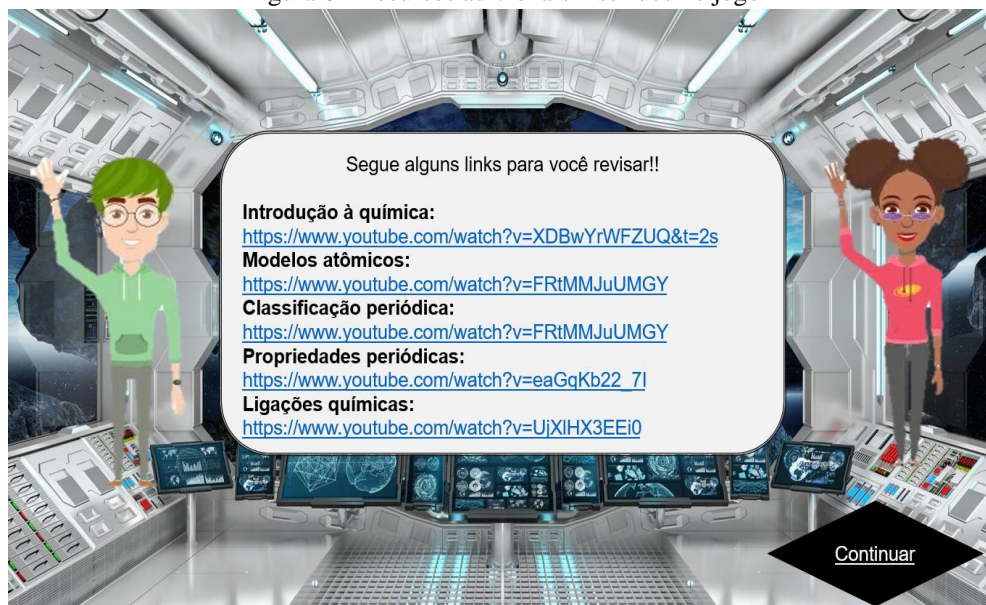 Segue alguns links para você revisar!!
Introdução à química:
https://www.youtube.com/watch?v=XDBwYrWFZUQ&t=2s
Modelos atômicos:
https://www.youtube.com/watch?v=FRtMMJuUMGY
Classificação periódica:
https://www.youtube.com/watch?v=FRtMMJuUMGY
Propriedades periódicas:
https://www.youtube.com/watch?v=eaGqKb22_7I
Ligações químicas:
https://www.youtube.com/watch?v=UjXlHX3EEi0
Continuar